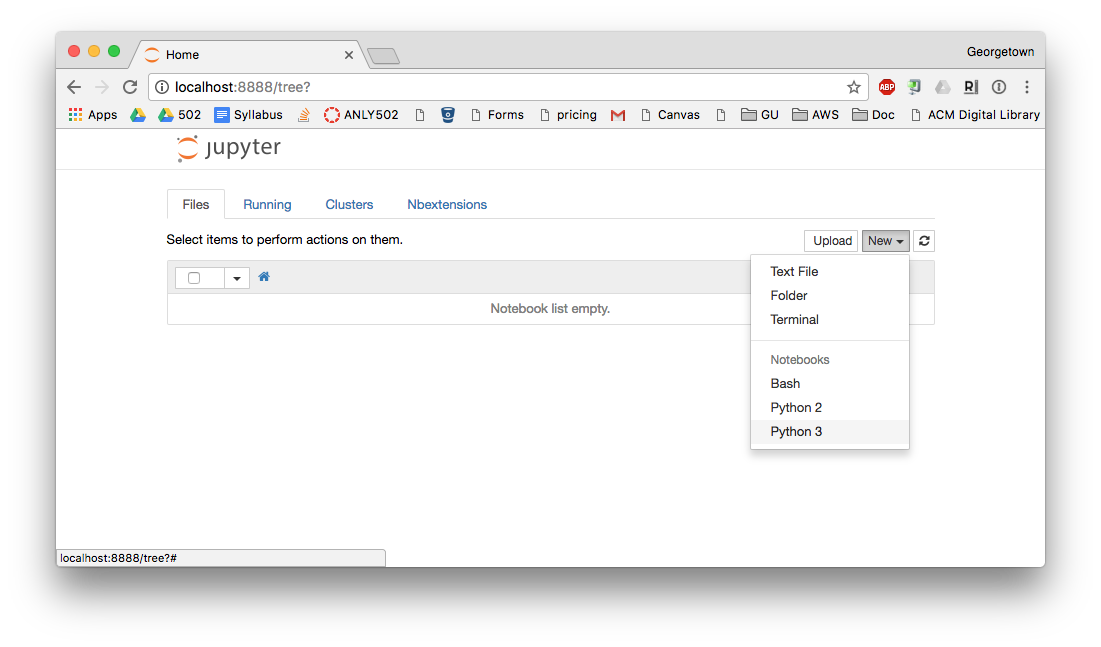 Home
Georgetown
localhost:8888/tree?
ABP
Apps 502 Syllabus ANLY502 Forms pricing Canvas GU AWS Doc ACM Digital Library
jupyter
Files Running Clusters Nbextensions
Select items to perform actions on them.
Upload New
Notebook list empty.
Text File
Folder
Terminal
Notebooks
Bash
Python 2
Python 3
localhost:8888/tree?#